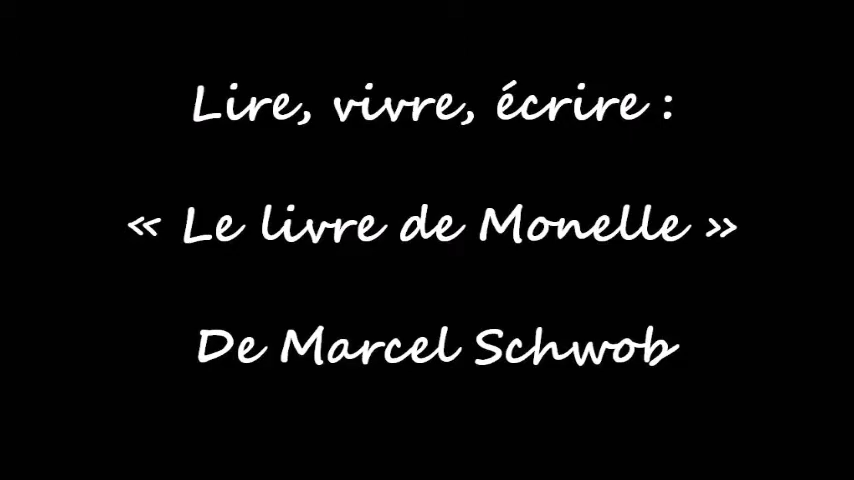 Lire, vivre, écrire :
« Le livre de Monelle »
De Marcel Schwob